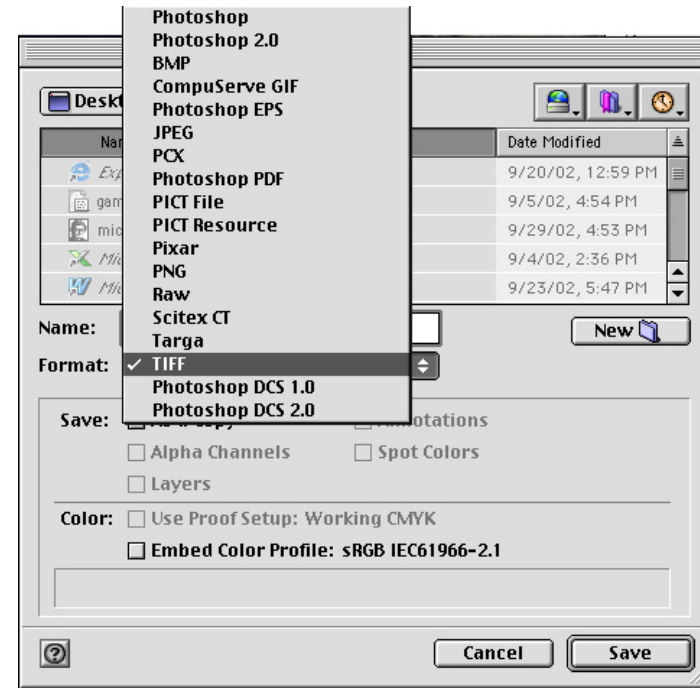 Photoshop
Photoshop 2.0
BMP
CompuServe GIF
Photoshop EPS
JPEG
PCX
Photoshop PDF
PICT File
PICT Resource
Pixar
PNG
Raw
Scitex CT
Targa
✓ TIFF
Photoshop DCS 1.0
Photoshop DCS 2.0
Date Modified
9/20/02, 12:59 PM
9/5/02, 4:54 PM
9/29/02, 4:53 PM
9/4/02, 2:36 PM
9/23/02, 5:47 PM
Name: New
Format:
Save:
Alpha Channels Spot Colors
Layers
Color: Use Proof Setup: Working CMYK
Embed Color Profile: sRGB IEC61966-2.1
Cancel Save